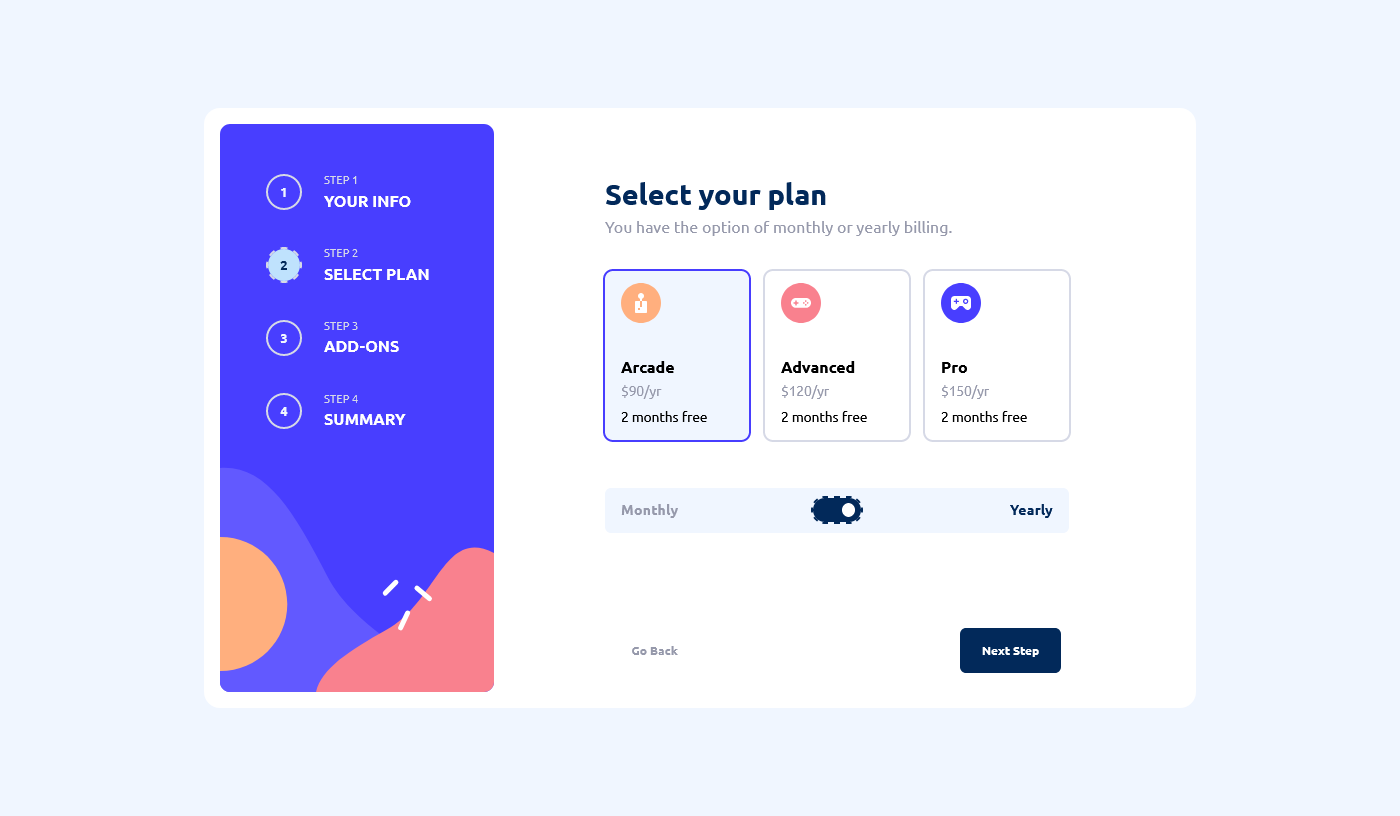 1
STEP 1
YOUR INFO
2
STEP 2
SELECT PLAN
3
STEP 3
ADD-ONS
4
STEP 4
SUMMARY
Select your plan
You have the option of monthly or yearly billing.
Arcade
$90/yr
2 months free
Advanced
$120/yr
2 months free
Pro
$150/yr
2 months free
Monthly
Yearly
Go Back
Next Step